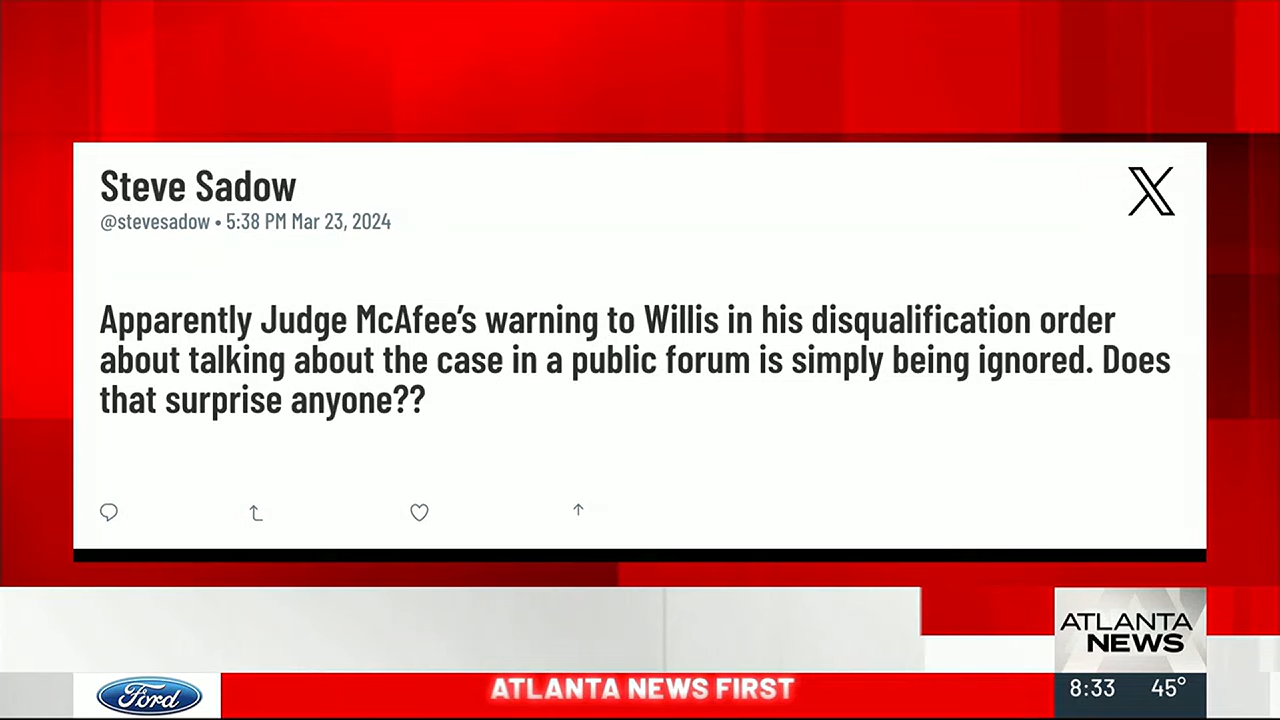 Steve Sadow
@stevesadow • 5:38 PM Mar 23, 2024
Apparently Judge McAfee's warning to Willis in his disqualification order
about talking about the case in a public forum is simply being ignored. Does
that surprise anyone??
ATLANTA
NEWS
Ford
ATLANTA NEWS FIRST
8:33 45°